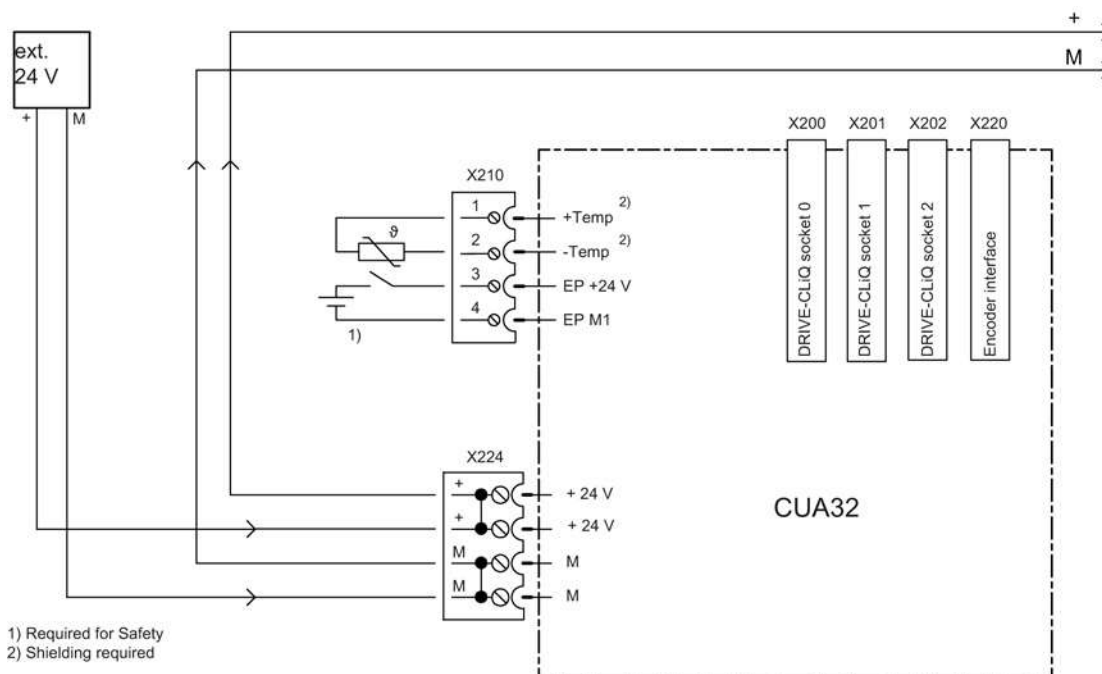 +
M
ext.
24 V
+ M
X200 X201 X202 X220
DRIVE-CLiQ socket 0
DRIVE-CLiQ socket 1
DRIVE-CLiQ socket 2
Encoder interface
X210
1 +Temp 2)
ϑ
2 -Temp 2)
3 EP +24 V
4 EP M1
1)
X224
+ + 24 V
+ + 24 V
M M
M M
CUA32
1) Required for Safety
2) Shielding required